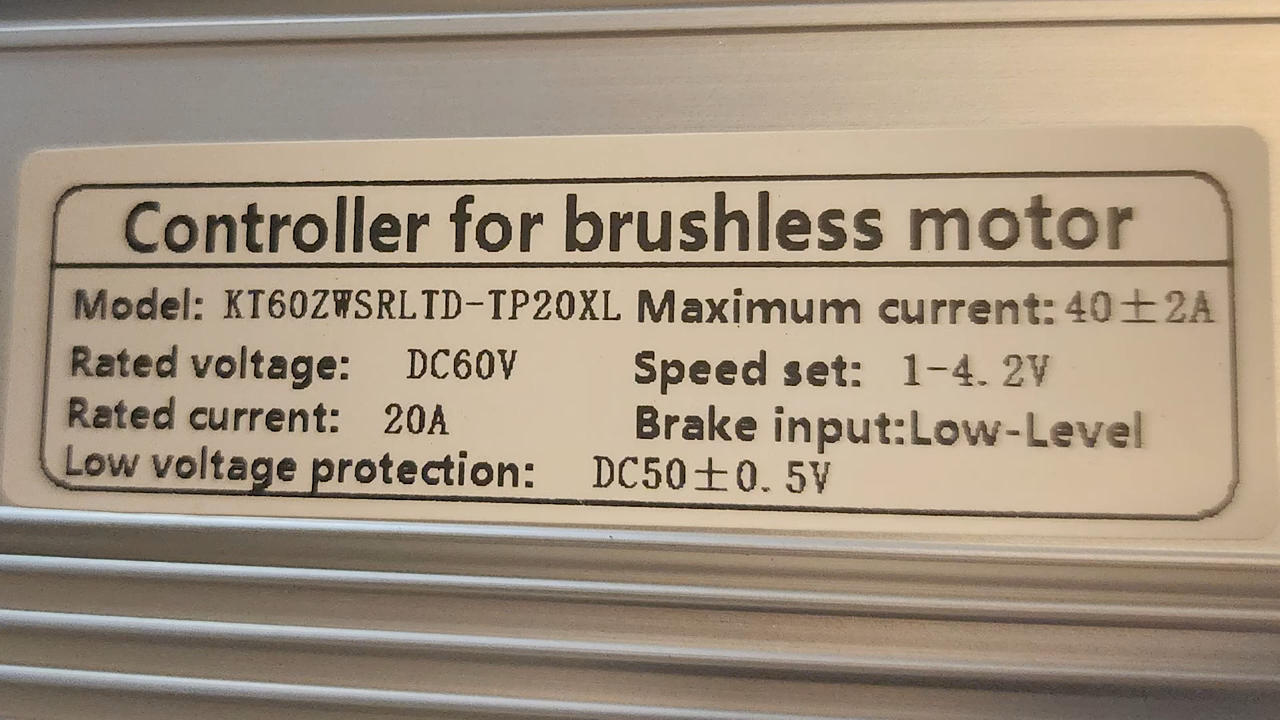 Controller for brushless motor
Model: KT60ZWSRLTD-TP20XL Maximum current: 40±2A
Rated voltage: DC60V Speed set: 1-4.2V
Rated current: 20A Brake input:Low-Level
Low voltage protection: DC50±0.5V